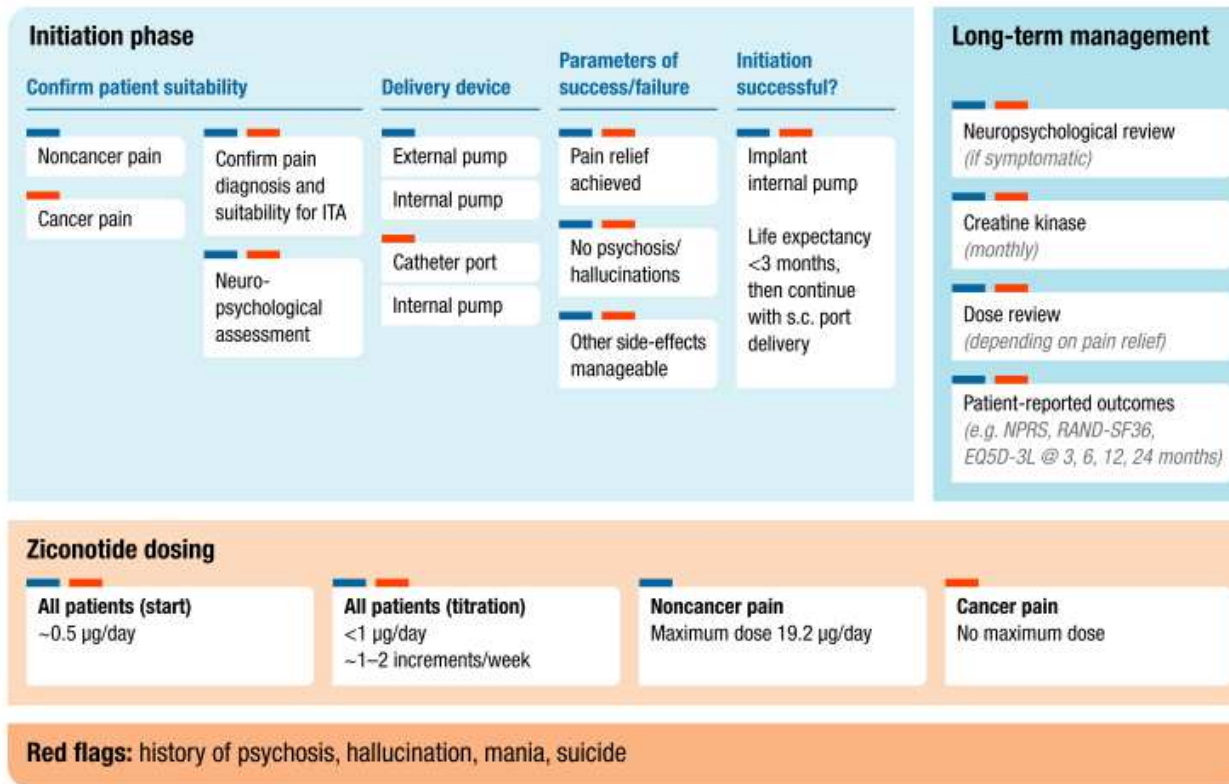 Initiation phase
Confirm patient suitability
Noncancer pain
Cancer pain
Confirm pain
diagnosis and
suitability for ITA
Neuro-
psychological
assessment
Delivery device
External pump
Internal pump
Catheter port
Internal pump
Parameters of
success/failure
Pain relief
achieved
No psychosis/
hallucinations
Other side-effects
manageable
Initiation
successful?
Implant
internal pump
Life expectancy
<3 months,
then continue
with s.c. port
delivery
Long-term management
Neuropsychological review
(if symptomatic)
Creatine kinase
(monthly)
Dose review
(depending on pain relief)
Patient-reported outcomes
(e.g. NPRS, RAND-SF36,
EQ5D-3L @ 3, 6, 12, 24 months)
Ziconotide dosing
All patients (start)
~0.5 µg/day
All patients (titration)
<1 µg/day
~1–2 increments/week
Noncancer pain
Maximum dose 19.2 µg/day
Cancer pain
No maximum dose
Red flags: history of psychosis, hallucination, mania, suicide